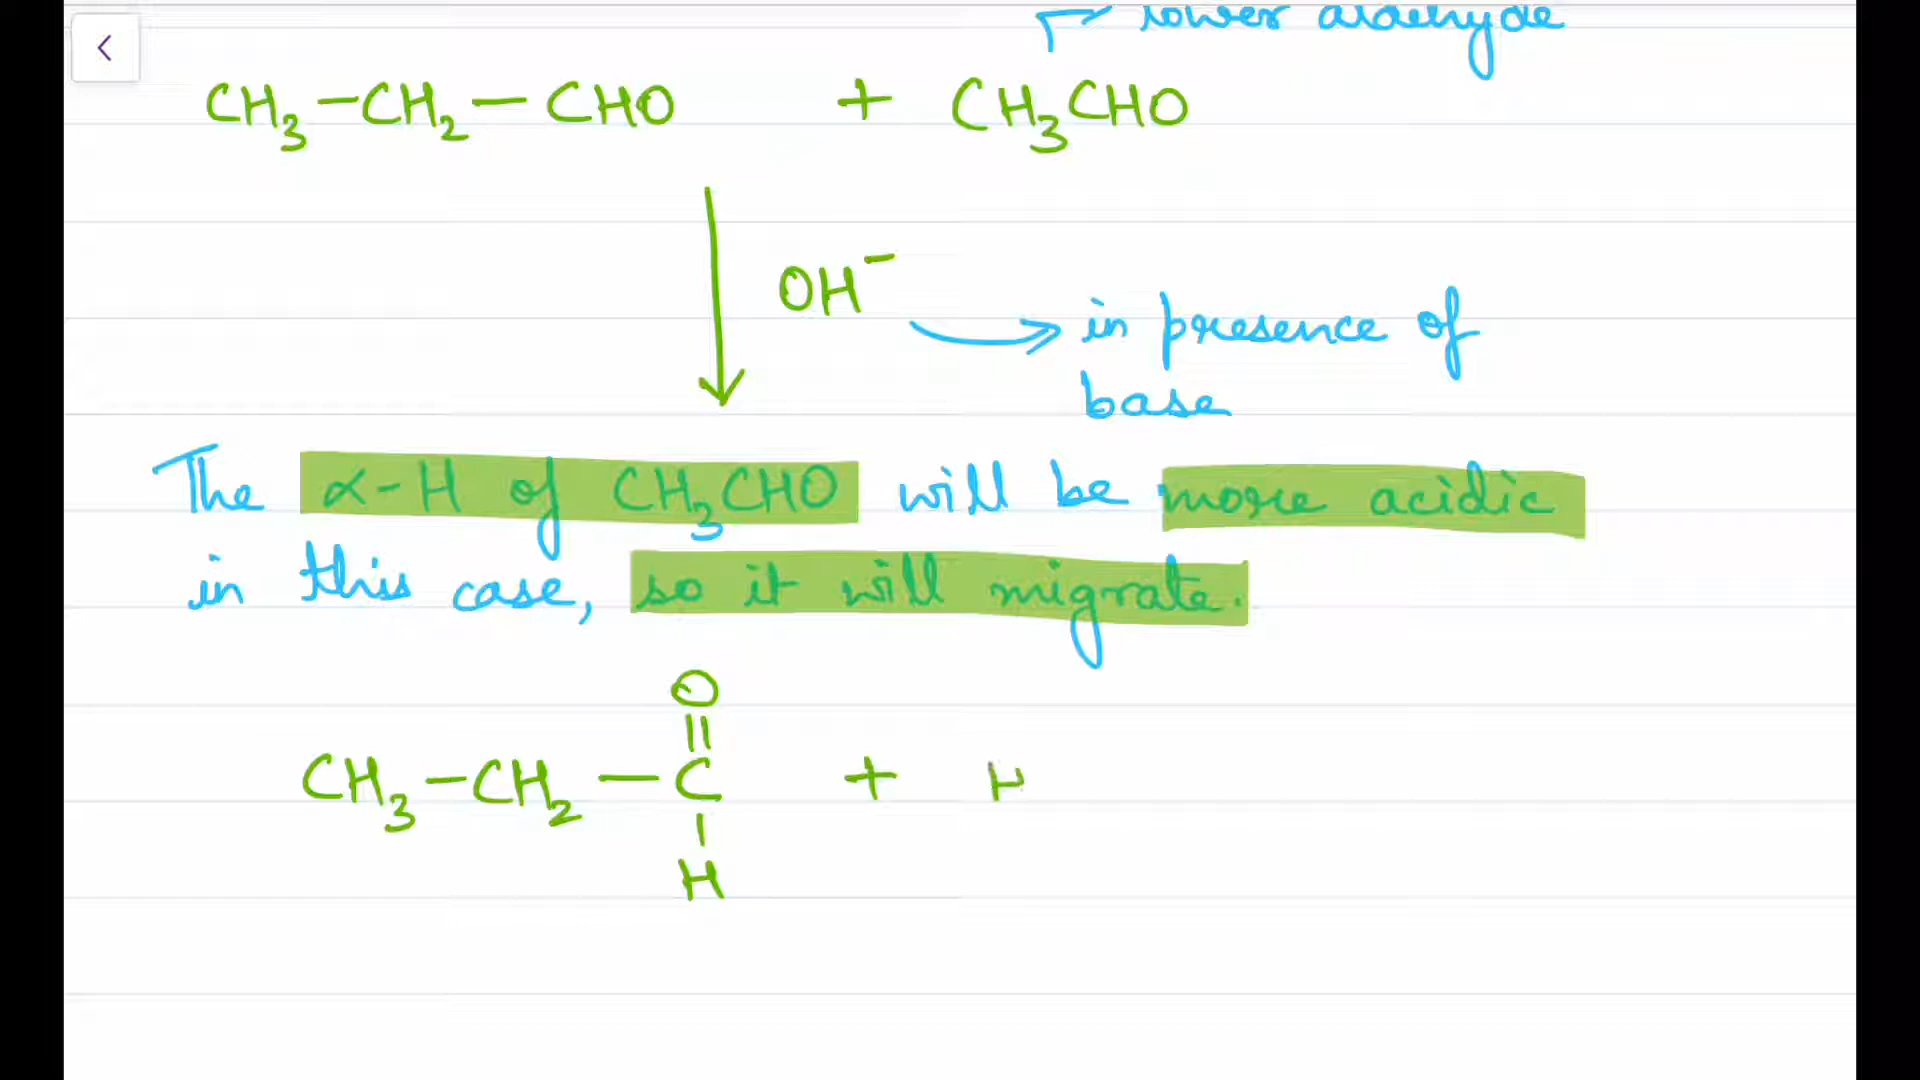 lower aldehyde
CH₃-CH₂-CHO + CH₃CHO
OH⁻
in presence of
base
The α-H of CH₃CHO will be more acidic
in this case, so it will migrate.
O
CH₃-CH₂-C + H
H